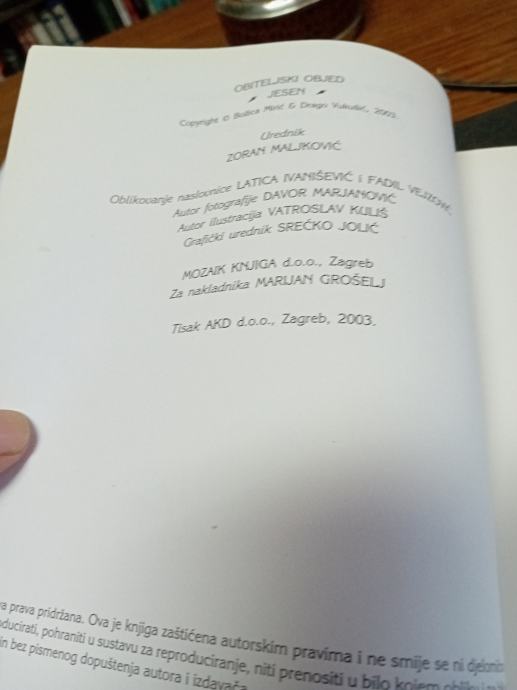 OBITELJSKI OBJED
JESEN
Copyright © Božica Mirić & Drago Vukušić, 2003.
Urednik
ZORAN MALJKOVIĆ
Oblikovanje naslovnice LATICA IVANIŠEVIĆ i FADIL VEJZOVIĆ
Autor fotografije DAVOR MARJANOVIĆ
Autor ilustracija VATROSLAV KULIŠ
Grafički urednik SREĆKO JOLIĆ
MOZAIK KNJIGA d.o.o., Zagreb
Za nakladnika MARIJAN GROŠELJ
Tisak AKD d.o.o., Zagreb, 2003.
va prava pridržana. Ova je knjiga zaštićena autorskim pravima i ne smije se ni
oducirati, pohraniti u sustavu za reproduciranje, niti prenositi u bilo kojem
in bez pismenog dopuštenja autora i izdavača